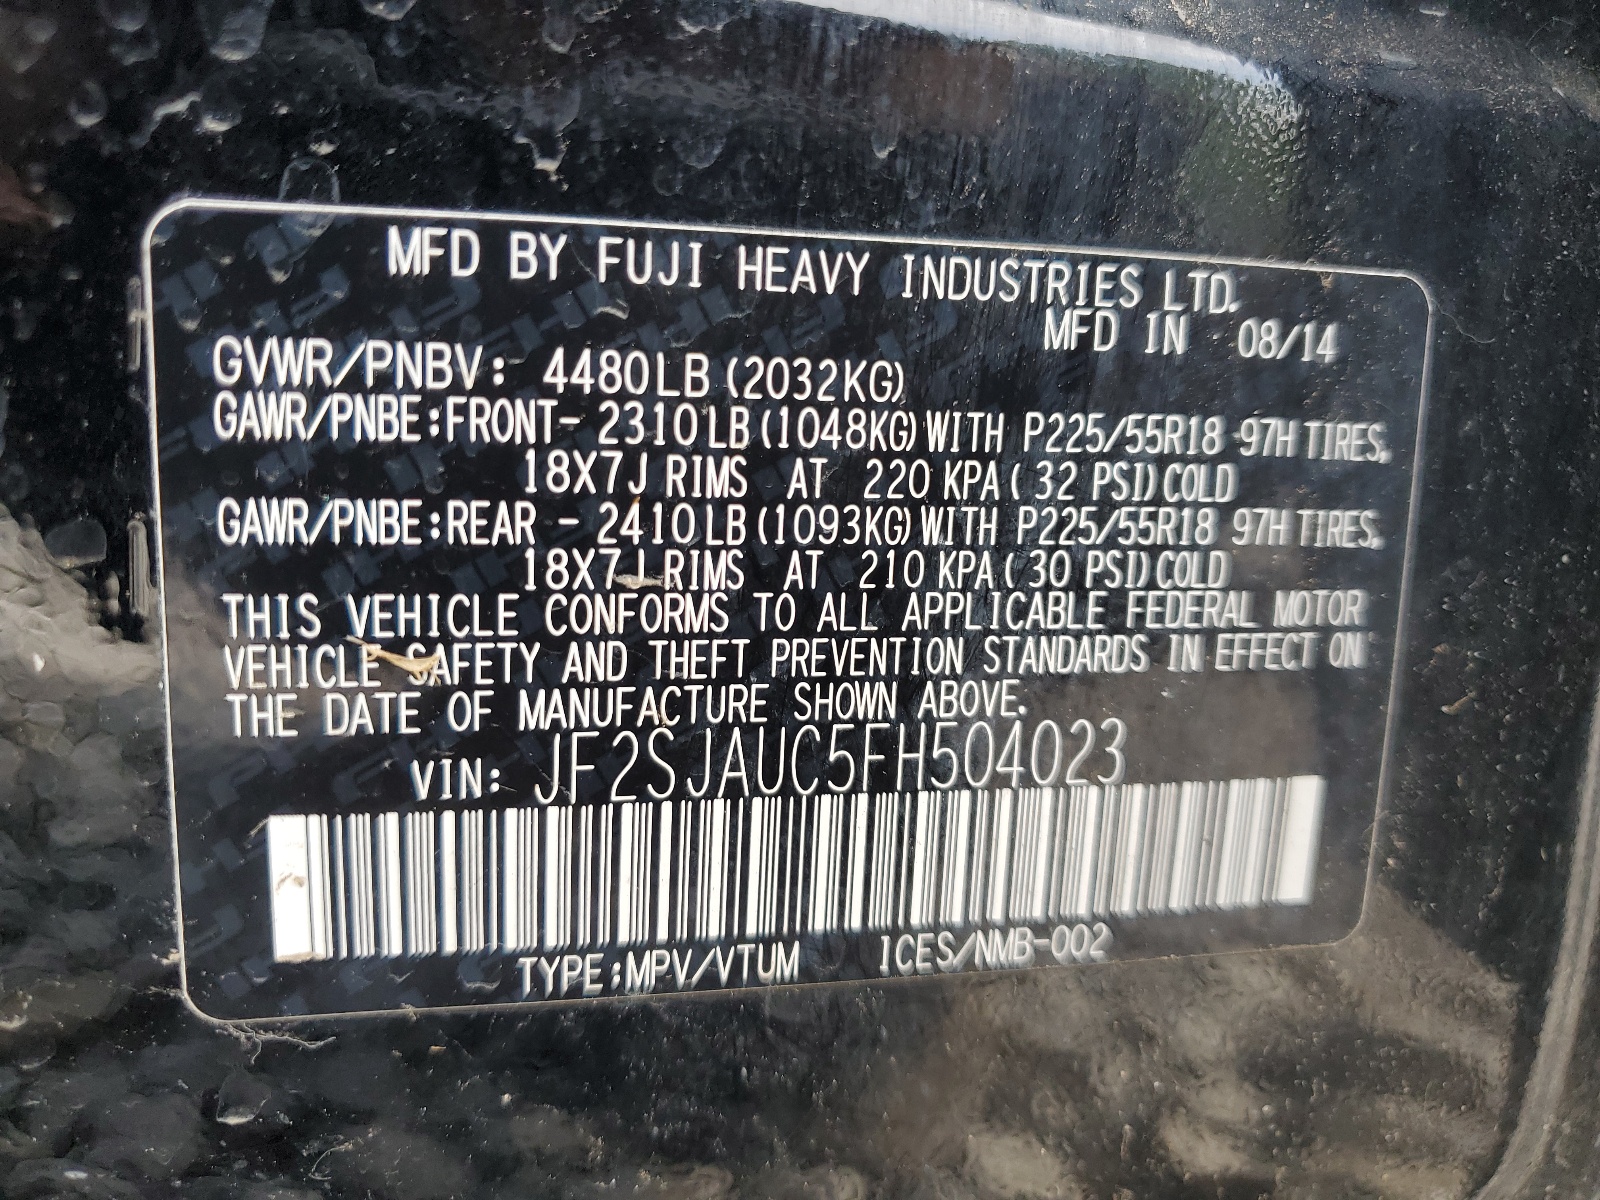 MFD BY FUJI HEAVY INDUSTRIES LTD.
MFD IN 08/14
GVWR/PNBV: 4480LB (2032KG)
GAWR/PNBE:FRONT- 2310LB(1048KG)WITH P225/55R18 97H TIRES,
18X7J RIMS AT 220 KPA( 32 PSI)COLD
GAWR/PNBE:REAR - 2410LB(1093KG)WITH P225/55R18 97H TIRES,
18X7J RIMS AT 210 KPA( 30 PSI)COLD
THIS VEHICLE CONFORMS TO ALL APPLICABLE FEDERAL MOTOR
VEHICLE SAFETY AND THEFT PREVENTION STANDARDS IN EFFECT ON
THE DATE OF MANUFACTURE SHOWN ABOVE.
VIN: JF2SJAUC5FH504023
TYPE:MPV/VTUM ICES/NMB-002